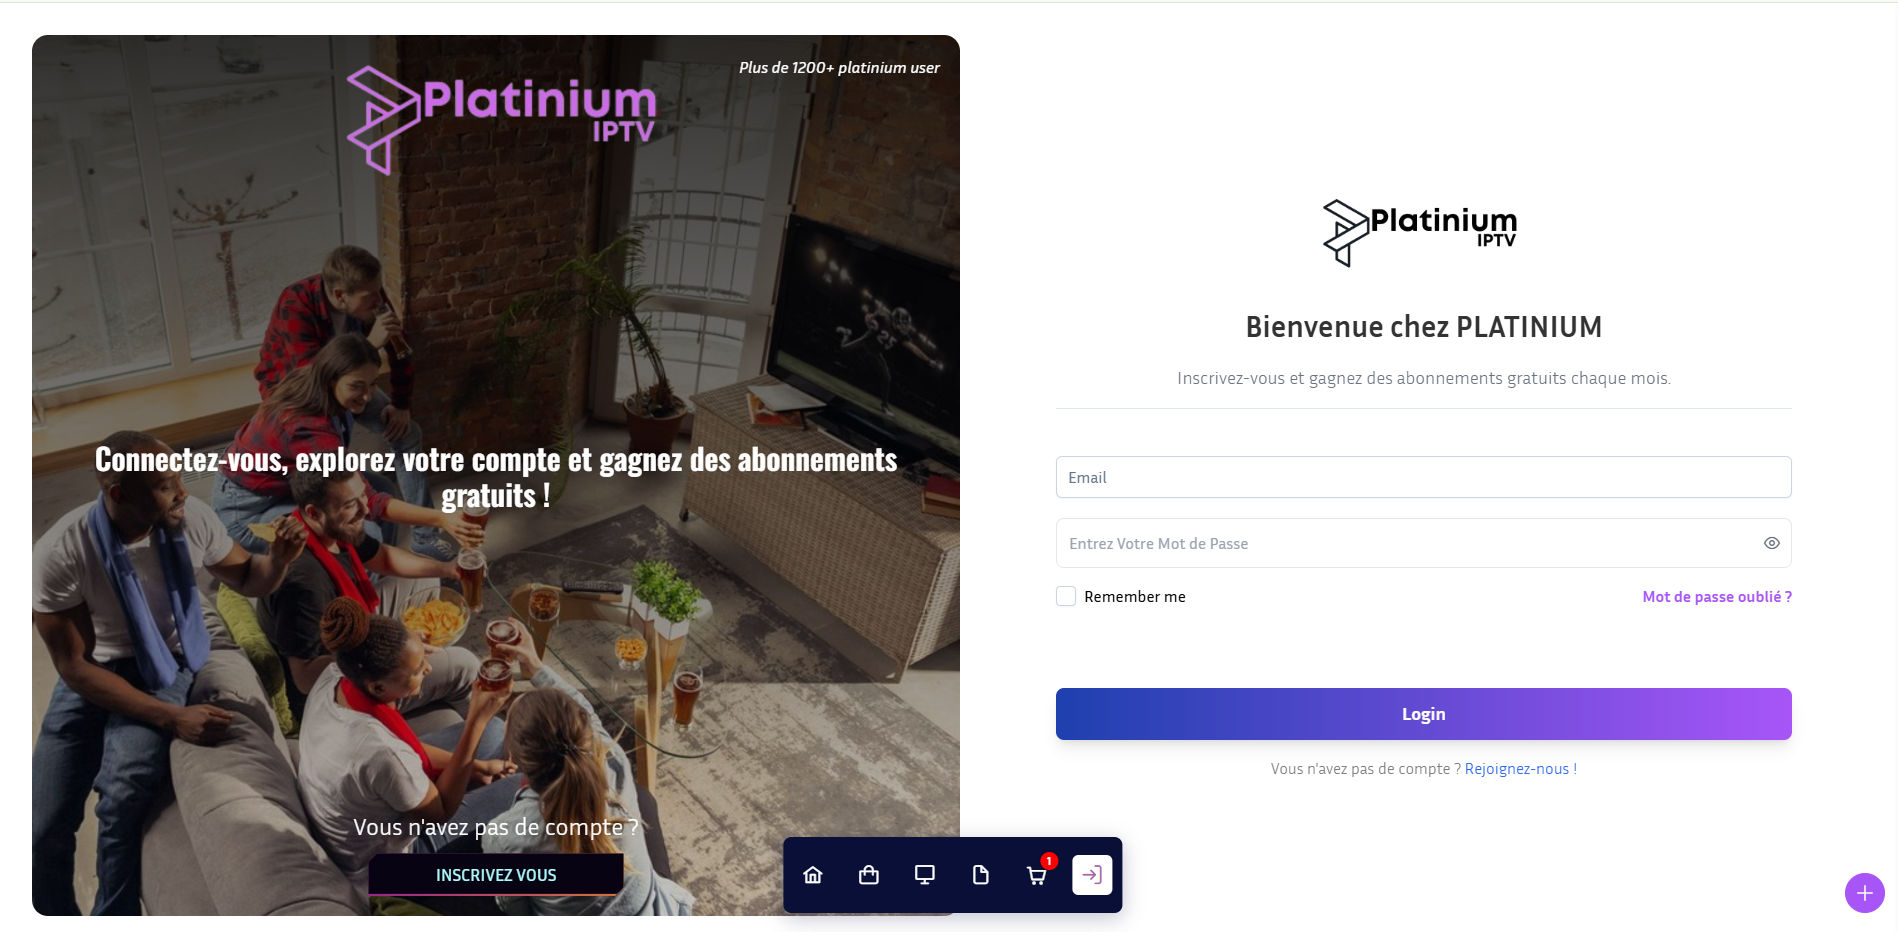 Plus de 1200+ platinium user
Platinium
IPTV
Connectez-vous, explorez votre compte et gagnez des abonnements
gratuits !
Vous n'avez pas de compte ?
INSCRIVEZ VOUS
Platinium
IPTV
Bienvenue chez PLATINIUM
Inscrivez-vous et gagnez des abonnements gratuits chaque mois.
Email
Entrez Votre Mot de Passe
Remember me
Mot de passe oublié ?
Login
Vous n'avez pas de compte ? Rejoignez-nous !
1